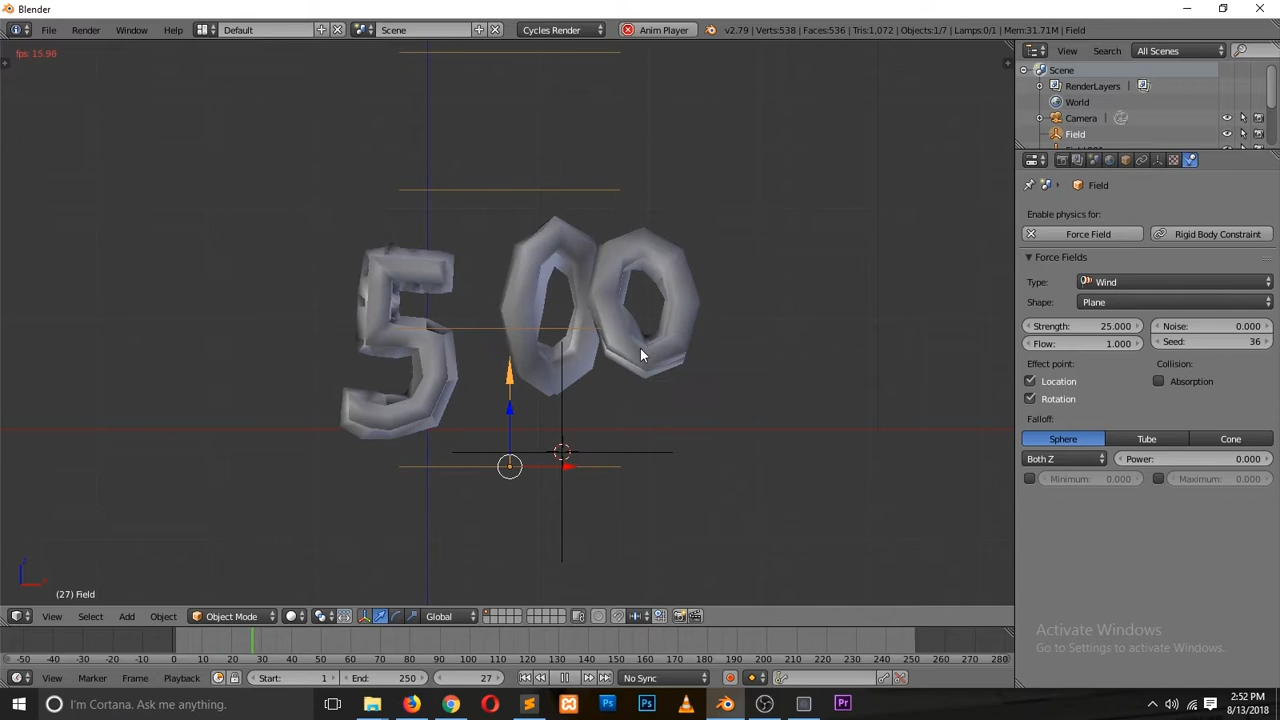 Blender
File Render Window Help Default Scene Cycles Render Anim Player v2.79 | Verts:538 | Faces:536 | Tris:1,072 | Objects:1/7 | Lamps:0/1 | Mem:31.71M | Field
fps: 15.98
View Search All Scenes
Scene
RenderLayers
World
Camera
Field
Field
Enable physics for:
Force Field Rigid Body Constraint
Force Fields
Type: Wind
Shape: Plane
Strength: 25.000 Noise: 0.000
Flow: 1.000 Seed: 36
Effect point: Collision:
Location Absorption
Rotation
Falloff:
Sphere Tube Cone
Both Z Power: 0.000
Minimum: 0.000 Maximum: 0.000
500
(27) Field
View Select Add Object Object Mode Global
Activate Windows
Go to Settings to activate Windows.
-50 -40 -30 -20 -10 0 10 20 30 40 50 60 70 80 90 100 110 120 130 140 150 160 170 180 190 200 210 220 230 240 250 260 270 280
View Marker Frame Playback Start: 1 End: 250 27 No Sync
I'm Cortana. Ask me anything.
2:52 PM
8/13/2018